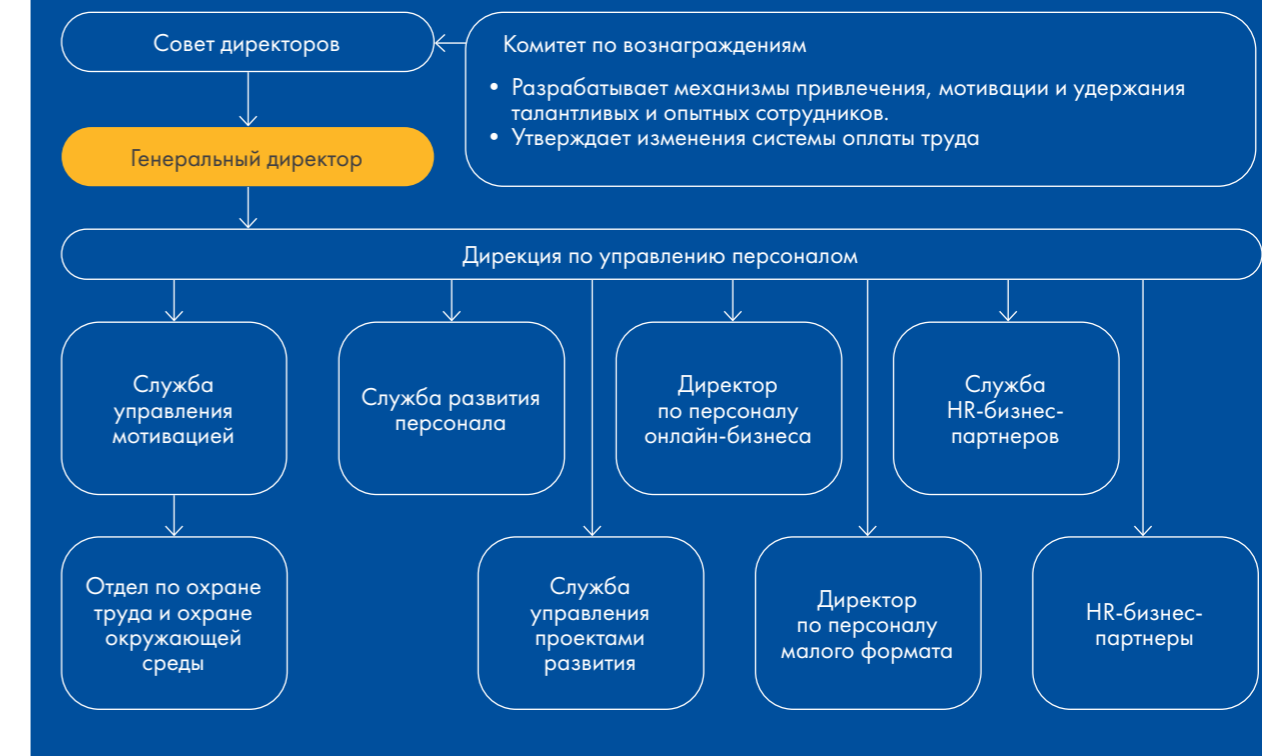 Совет директоров
Комитет по вознаграждениям
• Разрабатывает механизмы привлечения, мотивации и удержания
талантливых и опытных сотрудников.
• Утверждает изменения системы оплаты труда
Генеральный директор
Дирекция по управлению персоналом
Служба
управления
мотивацией
Служба развития
персонала
Директор
по персоналу
онлайн-бизнеса
Служба
HR-бизнес-
партнеров
Отдел по охране
труда и охране
окружающей
среды
Служба
управления
проектами
развития
Директор
по персоналу
малого формата
HR-бизнес-
партнеры